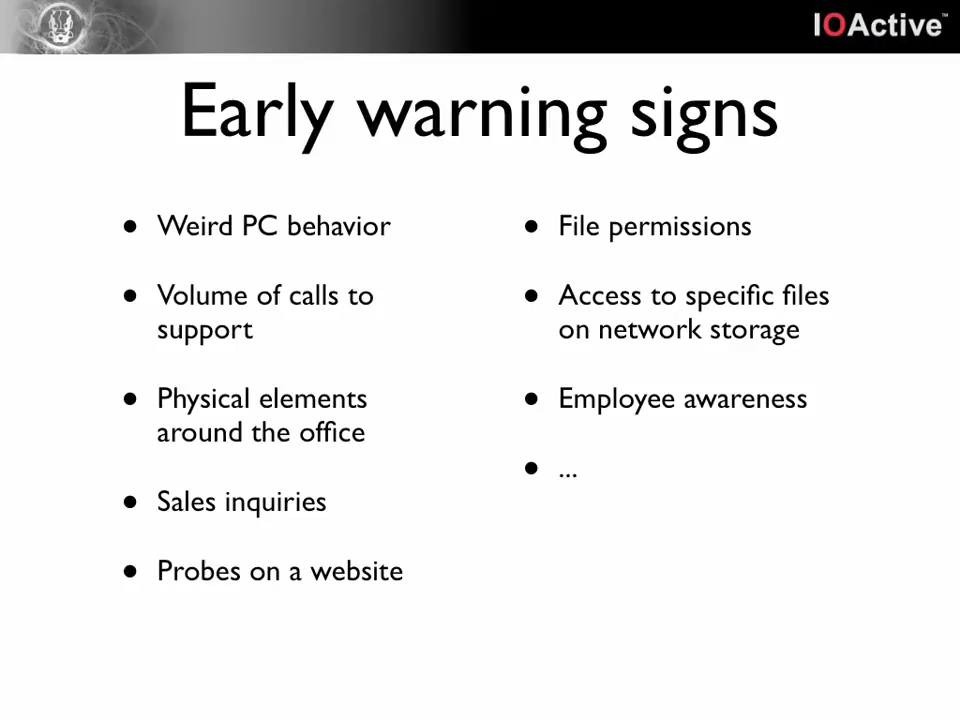 IOActive™
Early warning signs
• Weird PC behavior
• Volume of calls to
support
• Physical elements
around the office
• Sales inquiries
• Probes on a website
• File permissions
• Access to specific files
on network storage
• Employee awareness
• ...